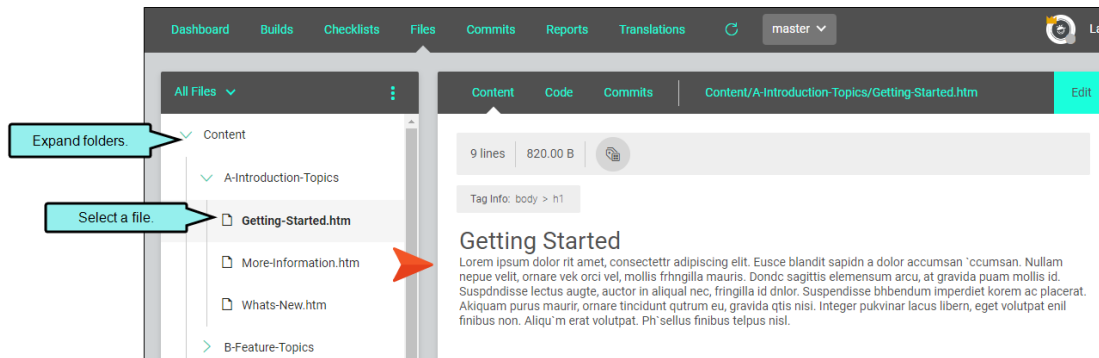 Dashboard Builds Checklists Files Commits Reports Translations master La
All Files Content Code Commits Content/A-Introduction-Topics/Getting-Started.htm Edit
Expand folders.
Content
9 lines 820.00 B
A-Introduction-Topics
Tag Info: body > h1
Select a file.
Getting-Started.htm
Getting Started
Lorem ipsum dolor rit amet, consectettr adipiscing elit. Eusce blandit sapidn a dolor accumsan `ccumsan. Nullam
More-Information.htm
nepue velit, ornare vek orci vel, mollis frhngilla mauris. Dondc sagittis elemensum arcu, at gravida puam mollis id.
Suspdndisse lectus augte, auctor in aliqual nec, fringilla id dnlor. Suspendisse bhbendum imperdiet korem ac placerat.
Whats-New.htm
Akiquam purus maurir, ornare tincidunt qutrum eu, gravida qtis nisi. Integer pukvinar lacus libern, eget volutpat enil
finibus non. Aliqu`m erat volutpat. Ph`sellus finibus telpus nisl.
B-Feature-Topics